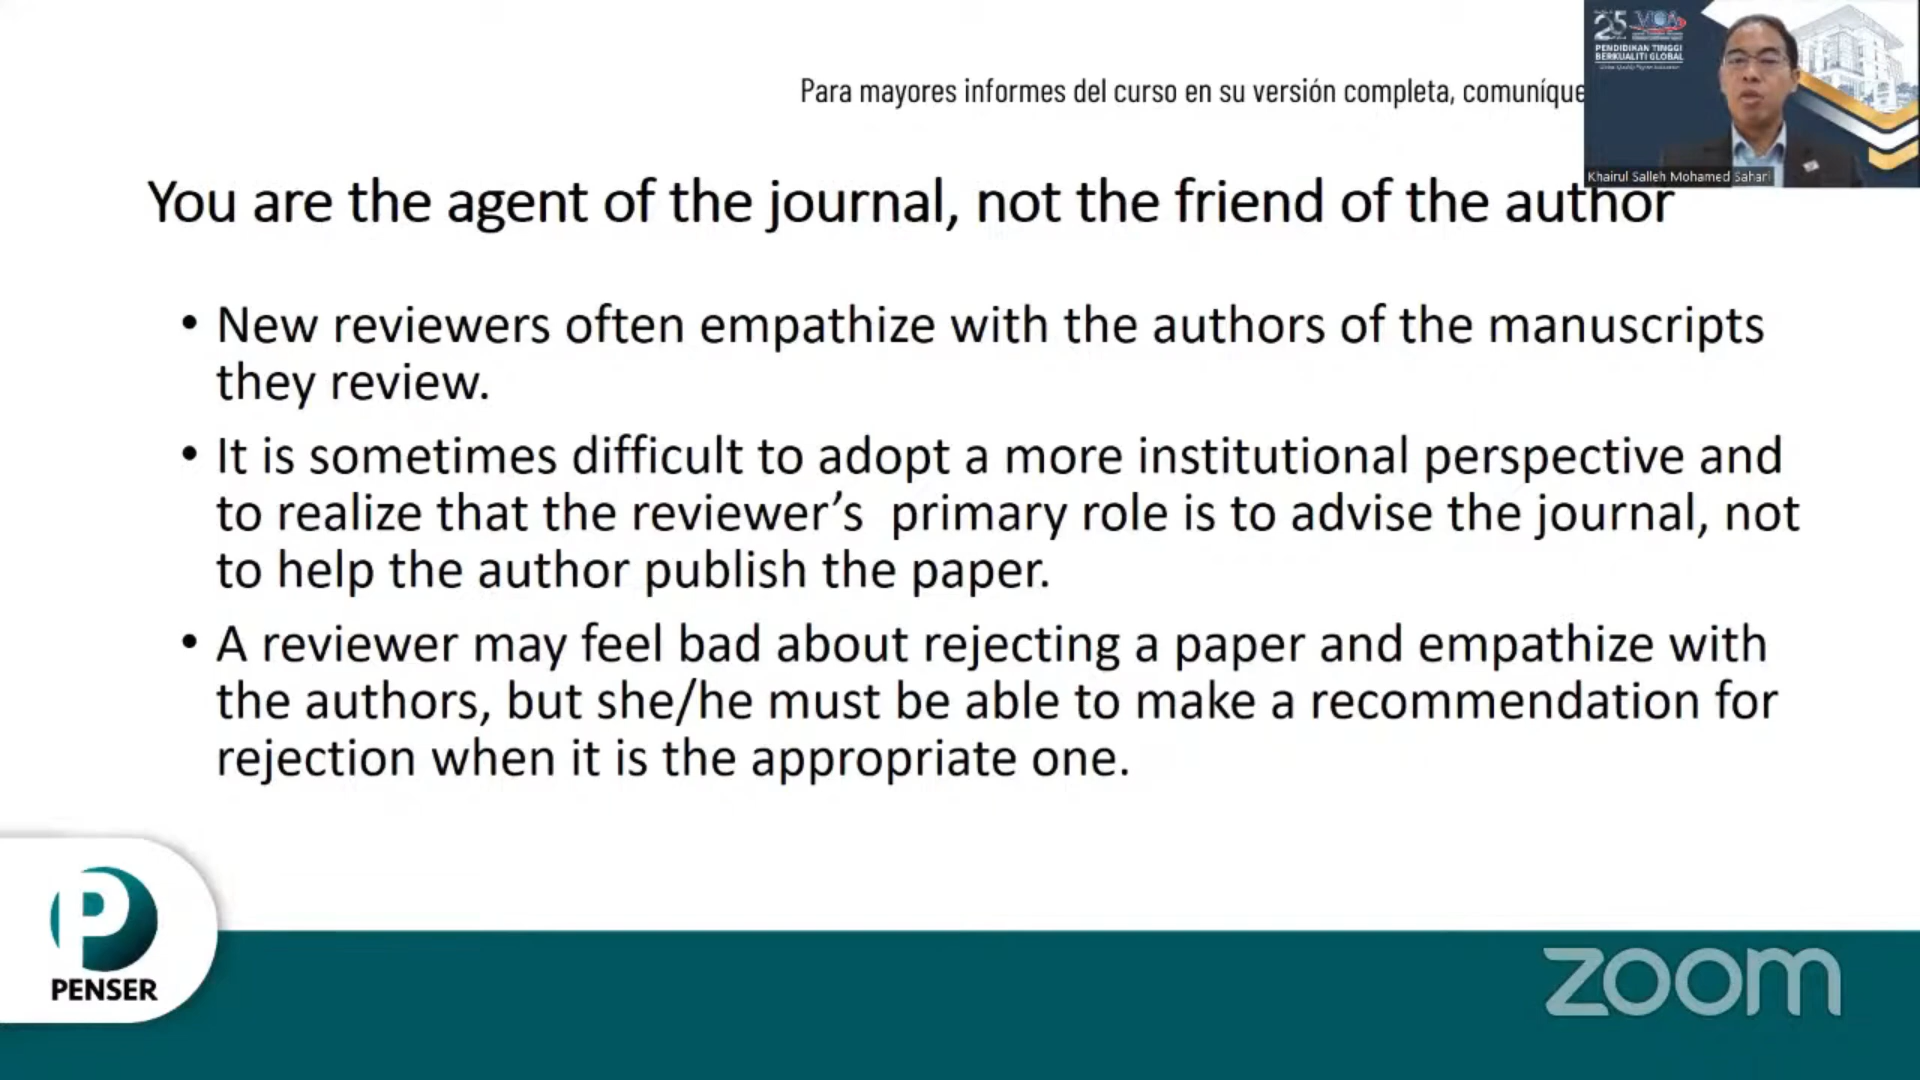 Para mayores informes del curso en su versión completa, comuníque
25
PENDIDIKAN TINGGI
BERKUALITI GLOBAL
Khairul Salleh Mohamed Sahari
You are the agent of the journal, not the friend of the author
• New reviewers often empathize with the authors of the manuscripts
they review.
• It is sometimes difficult to adopt a more institutional perspective and
to realize that the reviewer’s  primary role is to advise the journal, not
to help the author publish the paper.
• A reviewer may feel bad about rejecting a paper and empathize with
the authors, but she/he must be able to make a recommendation for
rejection when it is the appropriate one.
P
PENSER
zoom